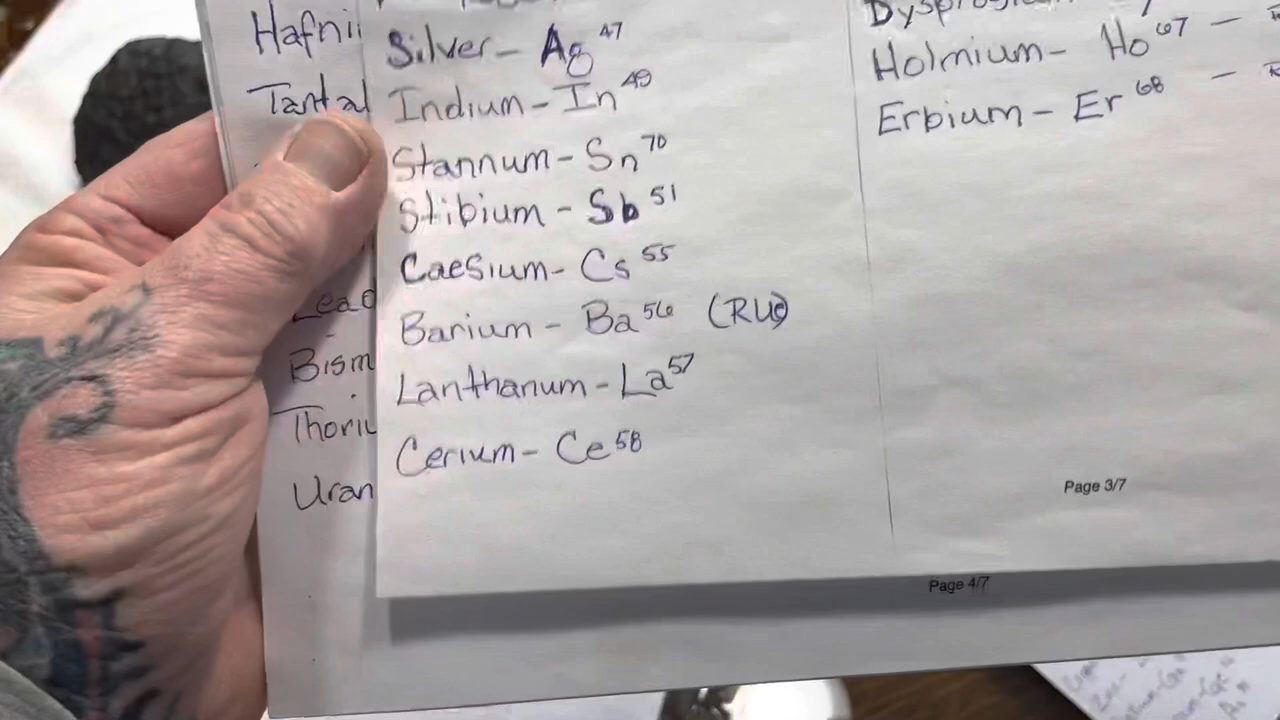 Hafni
Tantal
Lead
Bism
Thoriu
Uran
Silver - Ag 47
Indium - In 49
Stannum - Sn 70
Stibium - Sb 51
Caesium - Cs 55
Barium - Ba 56 (RUC)
Lanthanum - La 57
Cerium - Ce 58
Holmium - Ho 67 -
Erbium - Er 68 -
Page 3/7
Page 4/7